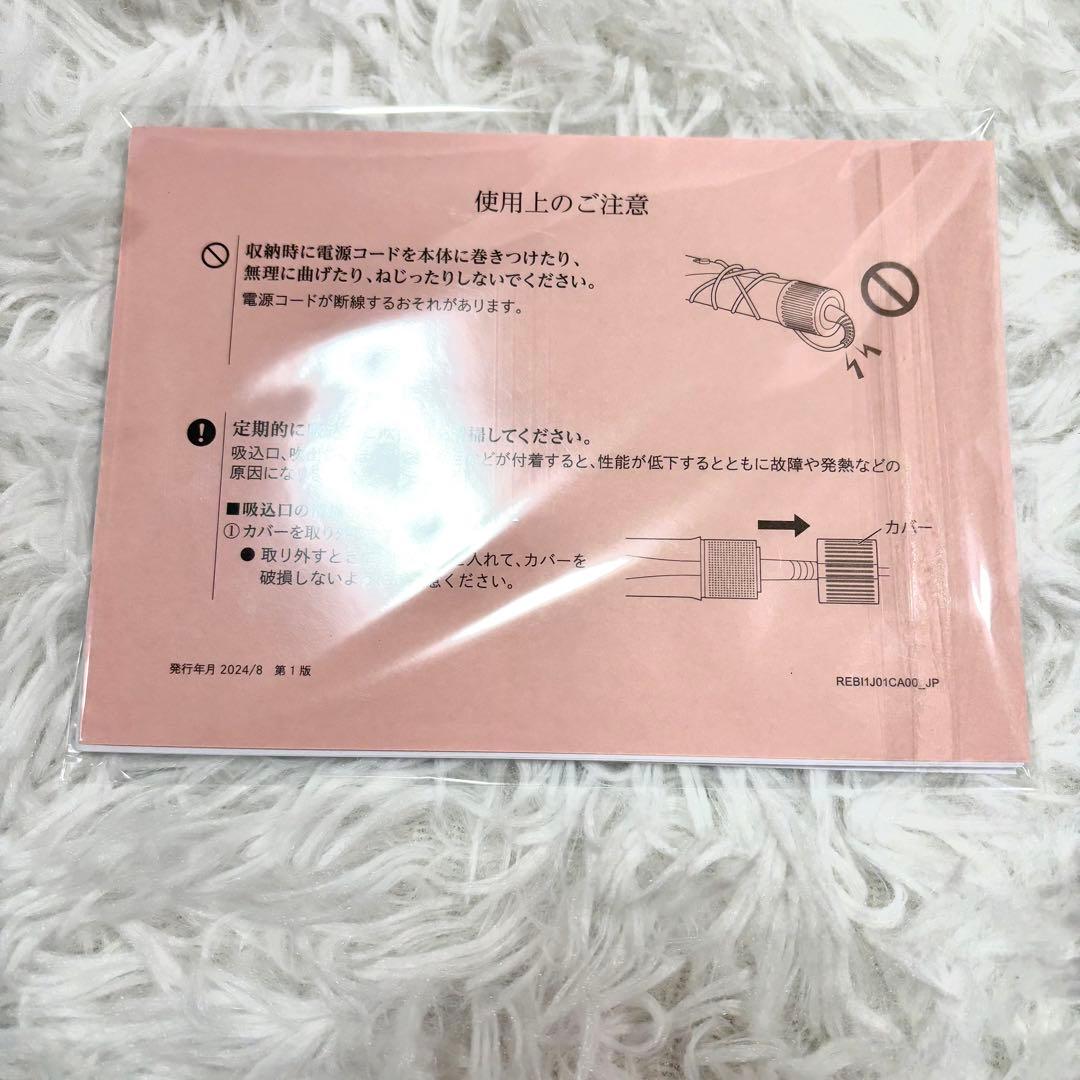 使用上のご注意
収納時に電源コードを本体に巻きつけたり、
無理に曲げたり、ねじったりしないでください。
電源コードが断線するおそれがあります。
定期的に してください。
吸込口、 が付着すると、性能が低下するとともに故障や発熱などの
原因にな
■吸込口の
①カバーを取り
● 取り外すと 入れて、カバーを
破損しないよ ください。
カバー
発行年月 2024/8 第1版
REBI1J01CA00_JP